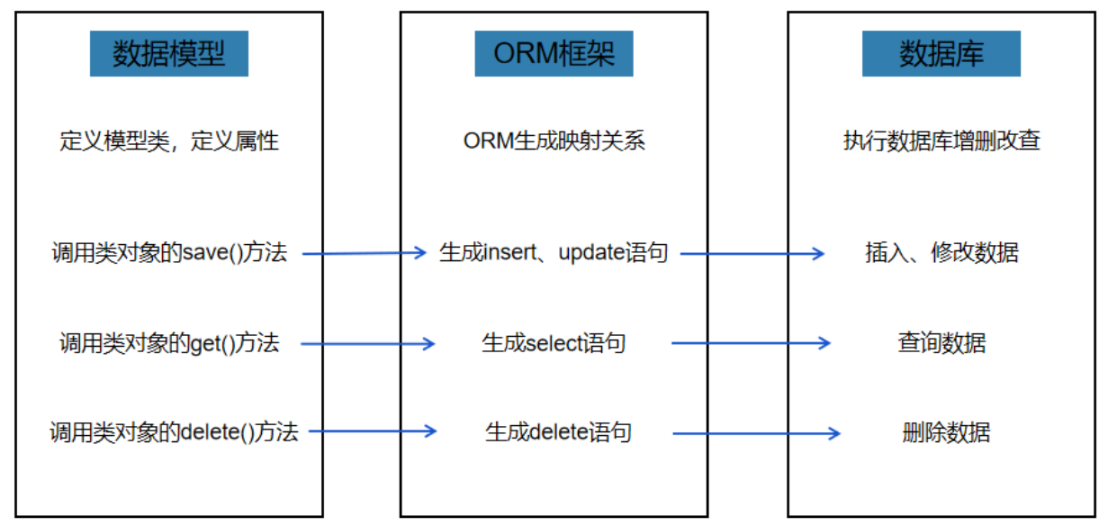 数据模型
定义模型类，定义属性
调用类对象的save()方法
调用类对象的get()方法
调用类对象的delete()方法
ORM框架
ORM生成映射关系
生成insert、update语句
生成select语句
生成delete语句
数据库
执行数据库增删改查
插入、修改数据
查询数据
删除数据